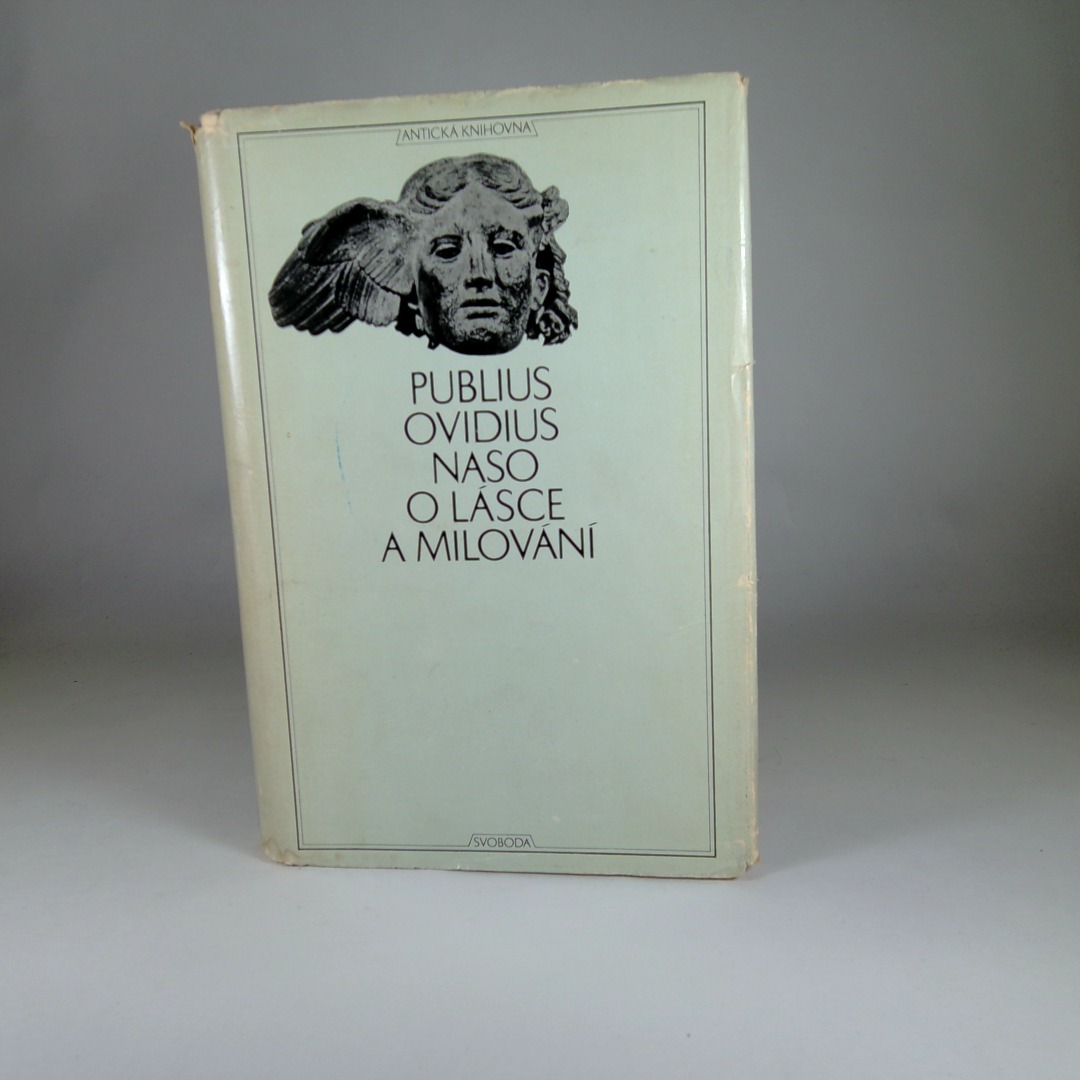 ANTICKÁ KNIHOVNA
PUBLIUS
OVIDIUS
NASO
O LÁSCE
A MILOVÁNÍ
SVOBODA